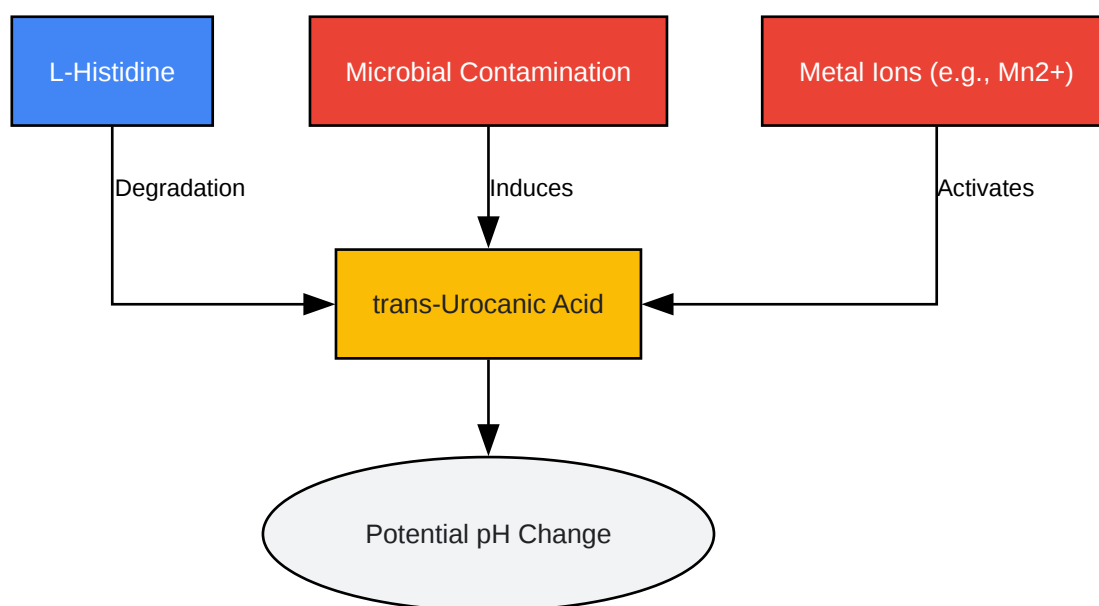 L-Histidine
Microbial Contamination
Metal Ions (e.g., Mn2+)
Degradation
Induces
Activates
trans-Urocanic Acid
Potential pH Change